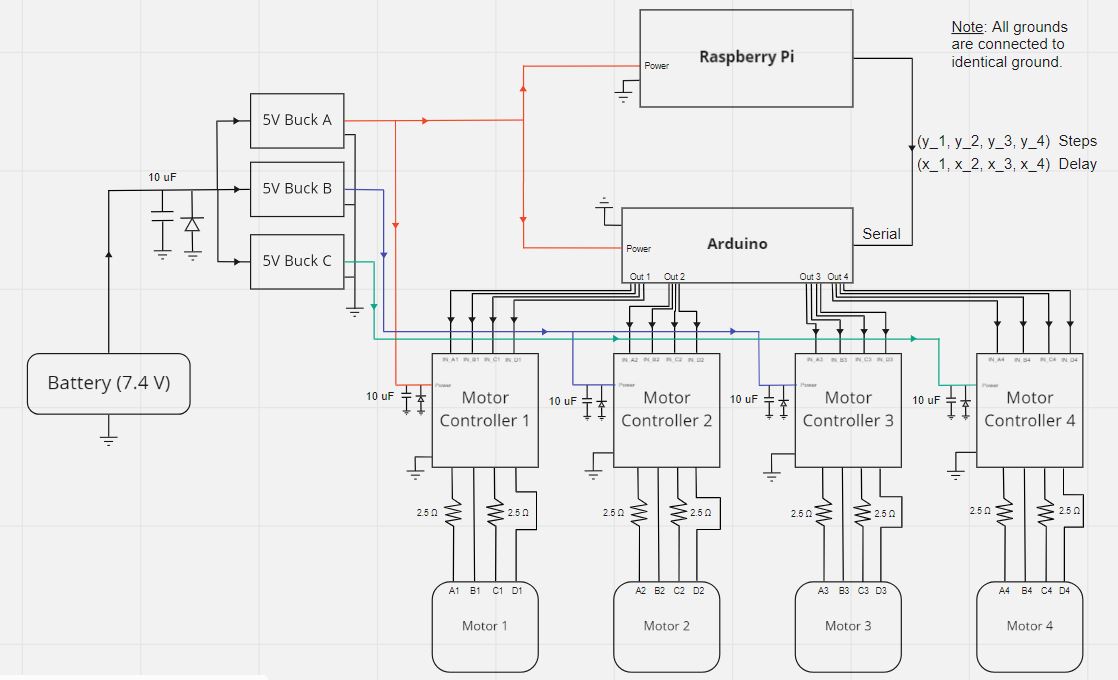 Note: All grounds
are connected to
identical ground.
Raspberry Pi
Power
5V Buck A
(y_1, y_2, y_3, y_4) Steps
(x_1, x_2, x_3, x_4) Delay
10 uF
5V Buck B
Serial
Arduino
Power
5V Buck C
Out 1 Out 2 Out 3 Out 4
IN_A1 IN_B1 IN_C1 IN_D1
IN_A2 IN_B2 IN_C2 IN_D2
IN_A3 IN_B3 IN_C3 IN_D3
IN_A4 IN_B4 IN_C4 IN_D4
Battery (7.4 V)
Power
Power
Power
Power
10 uF
10 uF
10 uF
10 uF
Motor
Controller 1
Motor
Controller 2
Motor
Controller 3
Motor
Controller 4
2.5 Ω 2.5 Ω
2.5 Ω 2.5 Ω
2.5 Ω 2.5 Ω
2.5 Ω 2.5 Ω
A1 B1 C1 D1
A2 B2 C2 D2
A3 B3 C3 D3
A4 B4 C4 D4
Motor 1
Motor 2
Motor 3
Motor 4